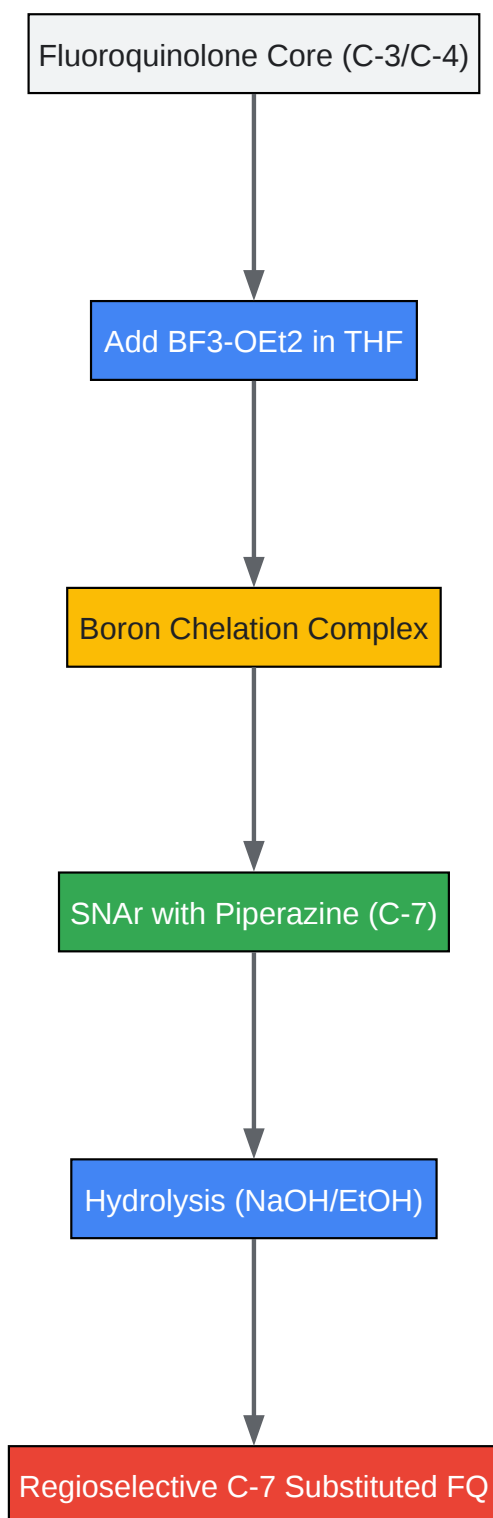 Fluoroquinolone Core (C-3/C-4)
Add BF3-OEt2 in THF
Boron Chelation Complex
SNAr with Piperazine (C-7)
Hydrolysis (NaOH/EtOH)
Regioselective C-7 Substituted FQ